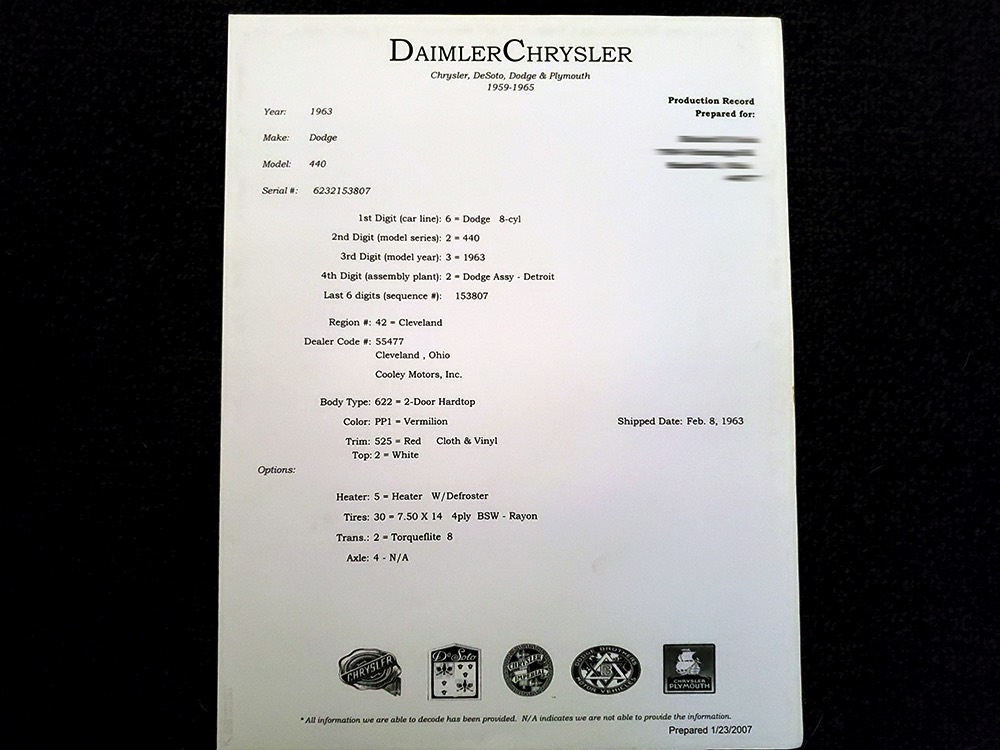 DAIMLERCHRYSLER
Chrysler, DeSoto, Dodge & Plymouth
1959-1965
Production Record
Prepared for:
Year: 1963
Make: Dodge
Model: 440
Serial #: 6232153807
1st Digit (car line): 6 = Dodge 8-cyl
2nd Digit (model series): 2 = 440
3rd Digit (model year): 3 = 1963
4th Digit (assembly plant): 2 = Dodge Assy - Detroit
Last 6 digits (sequence #): 153807
Region #: 42 = Cleveland
Dealer Code #: 55477
Cleveland , Ohio
Cooley Motors, Inc.
Body Type: 622 = 2-Door Hardtop
Color: PP1 = Vermilion
Shipped Date: Feb. 8, 1963
Trim: 525 = Red Cloth & Vinyl
Top: 2 = White
Options:
Heater: 5 = Heater W/Defroster
Tires: 30 = 7.50 X 14 4ply BSW - Rayon
Trans.: 2 = Torqueflite 8
Axle: 4 - N/A
CHRYSLER
De Soto
CHRYSLER IMPERIAL
DODGE BROTHERS MOTOR VEHICLES
CHRYSLER PLYMOUTH
* All information we are able to decode has been provided. N/A indicates we are not able to provide the information.
Prepared 1/23/2007